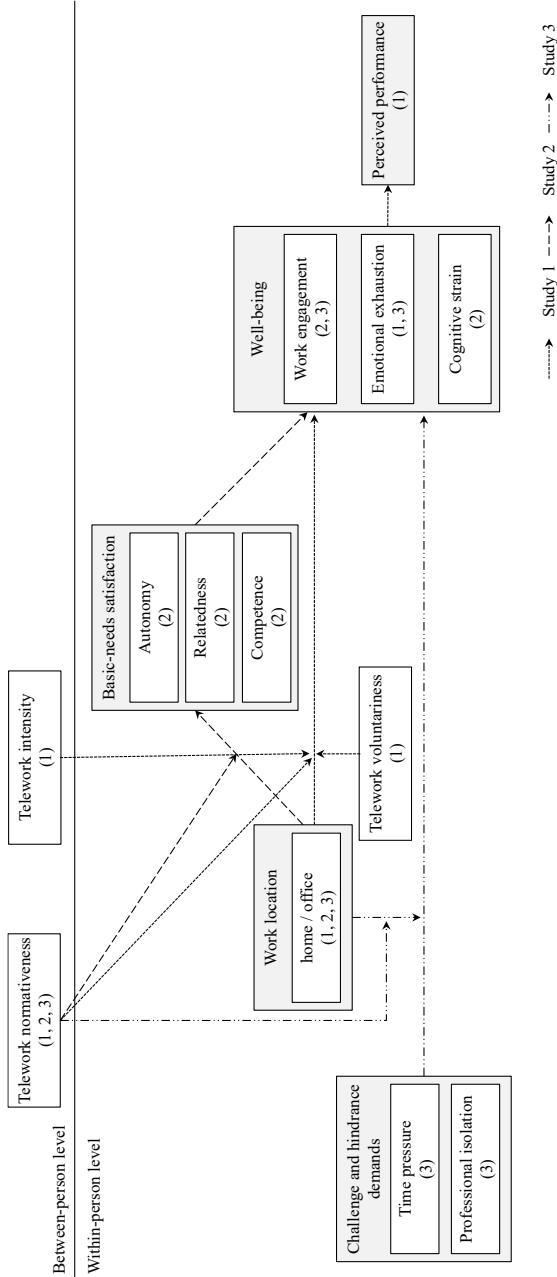 Between-person level
Within-person level
Telework normativeness
(1, 2, 3)
Telework intensity
(1)
Challenge and hindrance
demands
Time pressure
(3)
Professional isolation
(3)
Work location
home / office
(1, 2, 3)
Telework voluntariness
(1)
Basic-needs satisfaction
Autonomy
(2)
Relatedness
(2)
Competence
(2)
Well-being
Work engagement
(2, 3)
Emotional exhaustion
(1, 3)
Cognitive strain
(2)
Perceived performance
(1)
Study 1
Study 2
Study 3